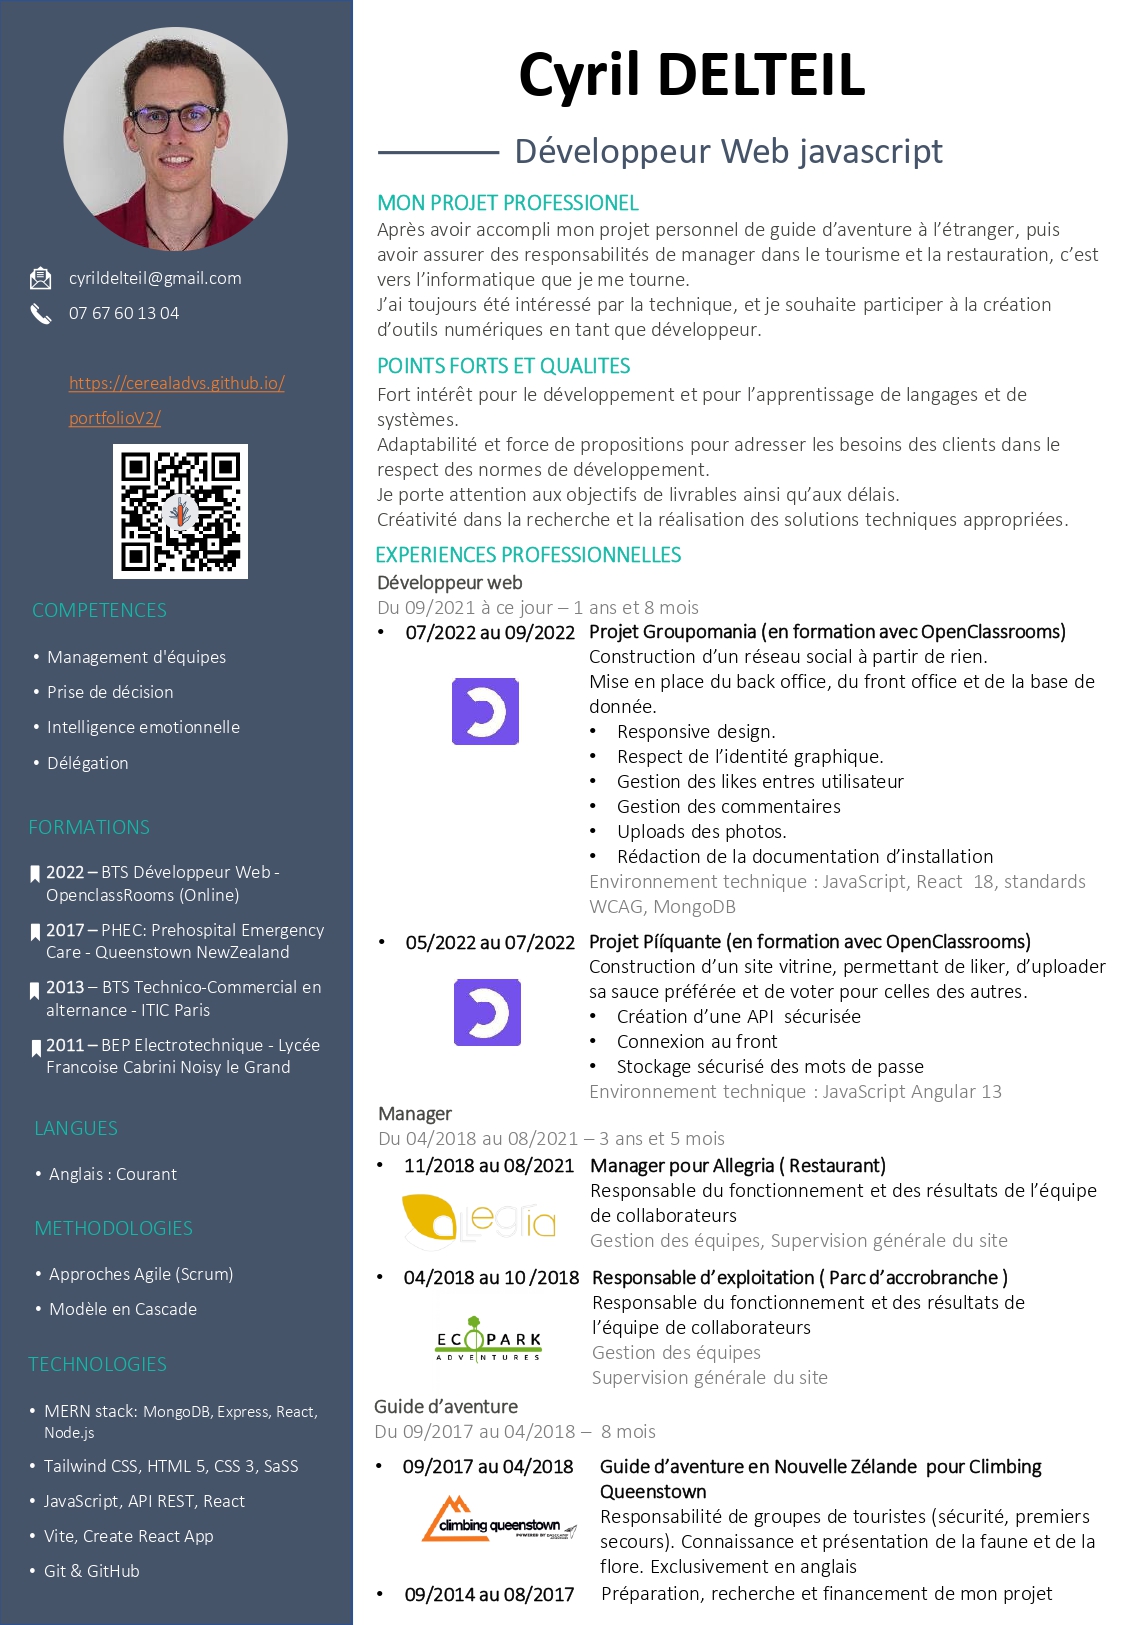 Cyril DELTEIL
Développeur Web javascript
cyrildelteil@gmail.com
07 67 60 13 04
https://cerealadvs.github.io/
portfolioV2/
COMPETENCES
• Management d'équipes
• Prise de décision
• Intelligence emotionnelle
• Délégation
FORMATIONS
2022 – BTS Développeur Web -
OpenclassRooms (Online)
2017 – PHEC: Prehospital Emergency
Care - Queenstown NewZealand
2013 – BTS Technico-Commercial en
alternance - ITIC Paris
2011 – BEP Electrotechnique - Lycée
Francoise Cabrini Noisy le Grand
LANGUES
• Anglais : Courant
METHODOLOGIES
• Approches Agile (Scrum)
• Modèle en Cascade
TECHNOLOGIES
• MERN stack: MongoDB, Express, React,
Node.js
• Tailwind CSS, HTML 5, CSS 3, SaSS
• JavaScript, API REST, React
• Vite, Create React App
• Git & GitHub
MON PROJET PROFESSIONEL
Après avoir accompli mon projet personnel de guide d’aventure à l’étranger, puis
avoir assurer des responsabilités de manager dans le tourisme et la restauration, c’est
vers l’informatique que je me tourne.
J’ai toujours été intéressé par la technique, et je souhaite participer à la création
d’outils numériques en tant que développeur.
POINTS FORTS ET QUALITES
Fort intérêt pour le développement et pour l’apprentissage de langages et de
systèmes.
Adaptabilité et force de propositions pour adresser les besoins des clients dans le
respect des normes de développement.
Je porte attention aux objectifs de livrables ainsi qu’aux délais.
Créativité dans la recherche et la réalisation des solutions techniques appropriées.
EXPERIENCES PROFESSIONNELLES
Développeur web
Du 09/2021 à ce jour – 1 ans et 8 mois
• 07/2022 au 09/2022 Projet Groupomania (en formation avec OpenClassrooms)
Construction d’un réseau social à partir de rien.
Mise en place du back office, du front office et de la base de
donnée.
• Responsive design.
• Respect de l’identité graphique.
• Gestion des likes entres utilisateur
• Gestion des commentaires
• Uploads des photos.
• Rédaction de la documentation d’installation
Environnement technique : JavaScript, React 18, standards
WCAG, MongoDB
• 05/2022 au 07/2022 Projet Pííquante (en formation avec OpenClassrooms)
Construction d’un site vitrine, permettant de liker, d’uploader
sa sauce préférée et de voter pour celles des autres.
• Création d’une API sécurisée
• Connexion au front
• Stockage sécurisé des mots de passe
Environnement technique : JavaScript Angular 13
Manager
Du 04/2018 au 08/2021 – 3 ans et 5 mois
• 11/2018 au 08/2021 Manager pour Allegria ( Restaurant)
Responsable du fonctionnement et des résultats de l’équipe
de collaborateurs
Gestion des équipes, Supervision générale du site
aLLegria
• 04/2018 au 10 /2018 Responsable d’exploitation ( Parc d’accrobranche )
Responsable du fonctionnement et des résultats de
l’équipe de collaborateurs
Gestion des équipes
Supervision générale du site
ECOPARK
ADVENTURES
Guide d’aventure
Du 09/2017 au 04/2018 – 8 mois
• 09/2017 au 04/2018 Guide d’aventure en Nouvelle Zélande pour Climbing
Queenstown
Responsabilité de groupes de touristes (sécurité, premiers
secours). Connaissance et présentation de la faune et de la
flore. Exclusivement en anglais
climbing queenstown
POWERED BY
• 09/2014 au 08/2017 Préparation, recherche et financement de mon projet